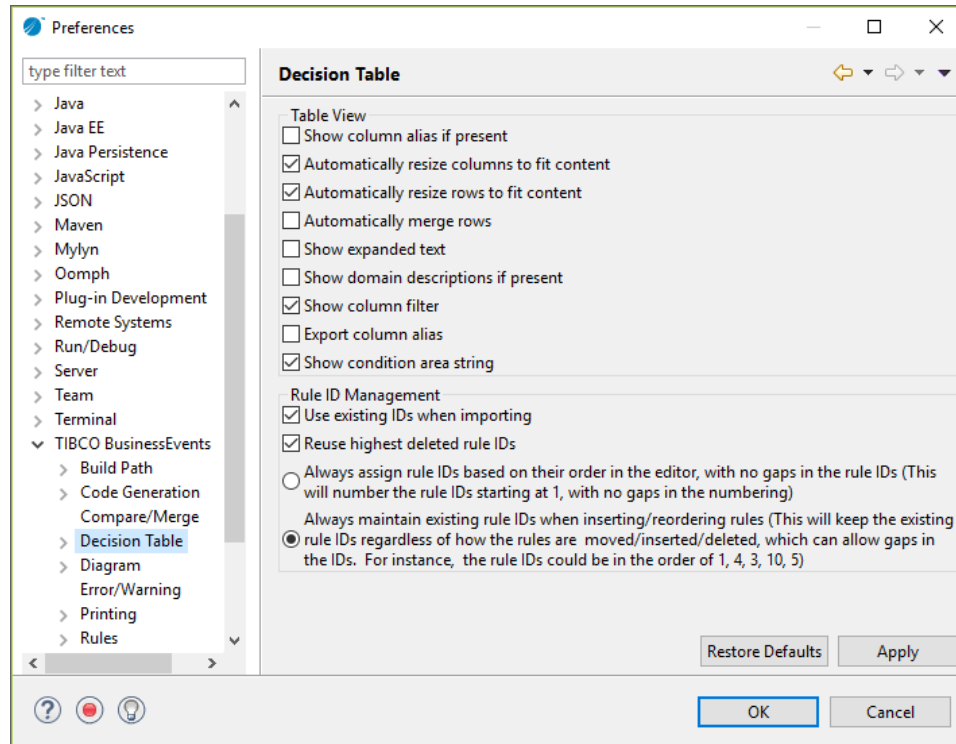 Preferences
type filter text
Java
Java EE
Java Persistence
JavaScript
JSON
Maven
Mylyn
Oomph
Plug-in Development
Remote Systems
Run/Debug
Server
Team
Terminal
TIBCO BusinessEvents
Build Path
Code Generation
Compare/Merge
Decision Table
Diagram
Error/Warning
Printing
Rules
Decision Table
Table View
Show column alias if present
Automatically resize columns to fit content
Automatically resize rows to fit content
Automatically merge rows
Show expanded text
Show domain descriptions if present
Show column filter
Export column alias
Show condition area string
Rule ID Management
Use existing IDs when importing
Reuse highest deleted rule IDs
Always assign rule IDs based on their order in the editor, with no gaps in the rule IDs (This
will number the rule IDs starting at 1, with no gaps in the numbering)
Always maintain existing rule IDs when inserting/reordering rules (This will keep the existing
rule IDs regardless of how the rules are moved/inserted/deleted, which can allow gaps in
the IDs. For instance, the rule IDs could be in the order of 1, 4, 3, 10, 5)
Restore Defaults
Apply
OK
Cancel